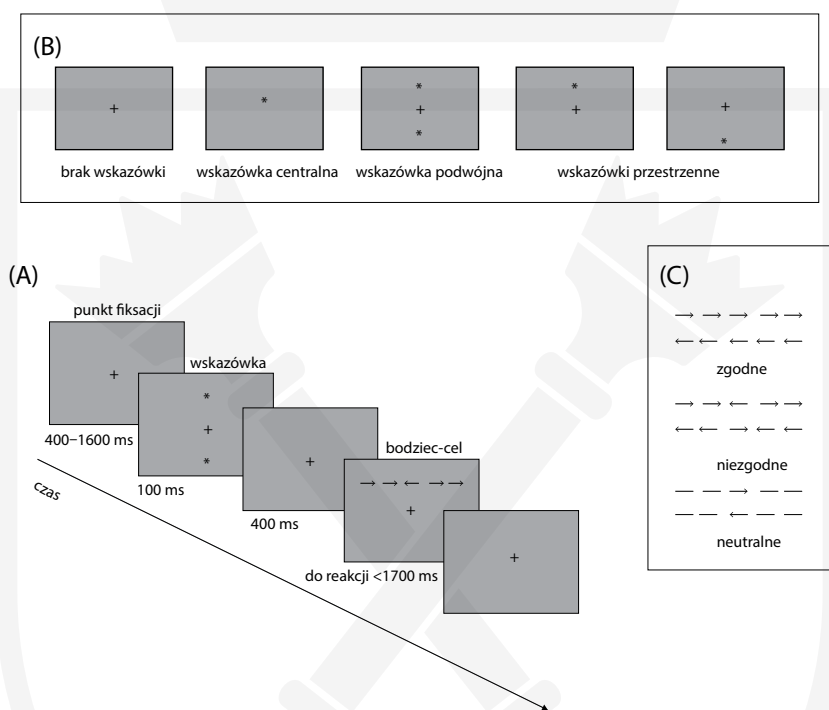 (B)
brak wskazówki
wskazówka centralna
wskazówka podwójna
wskazówki przestrzenne
(A)
punkt fiksacji
wskazówka
bodziec-cel
400–1600 ms
100 ms
400 ms
do reakcji <1700 ms
czas
(C)
zgodne
niezgodne
neutralne